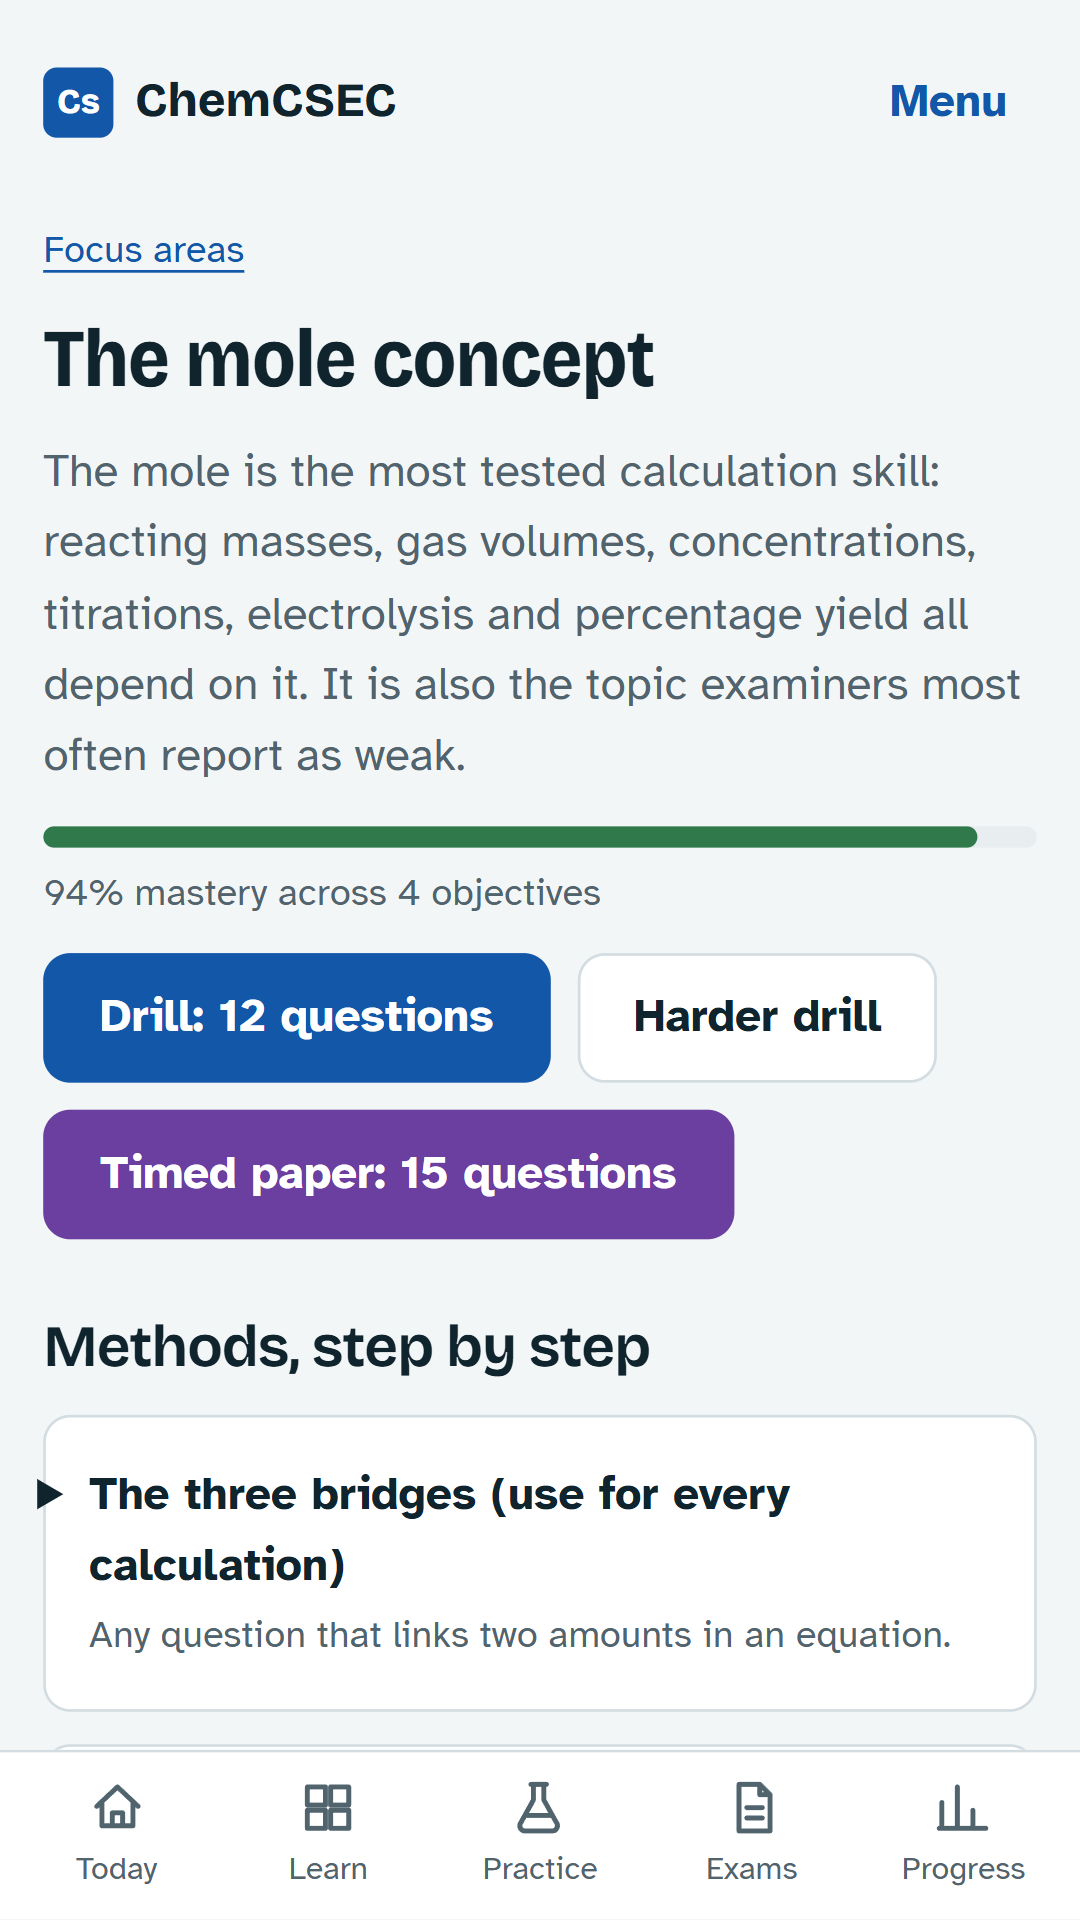 Cs ChemCSEC
Menu
Focus areas
The mole concept
The mole is the most tested calculation skill:
reacting masses, gas volumes, concentrations,
titrations, electrolysis and percentage yield all
depend on it. It is also the topic examiners most
often report as weak.
94% mastery across 4 objectives
Drill: 12 questions
Harder drill
Timed paper: 15 questions
Methods, step by step
The three bridges (use for every
calculation)
Any question that links two amounts in an equation.
Today
Learn
Practice
Exams
Progress